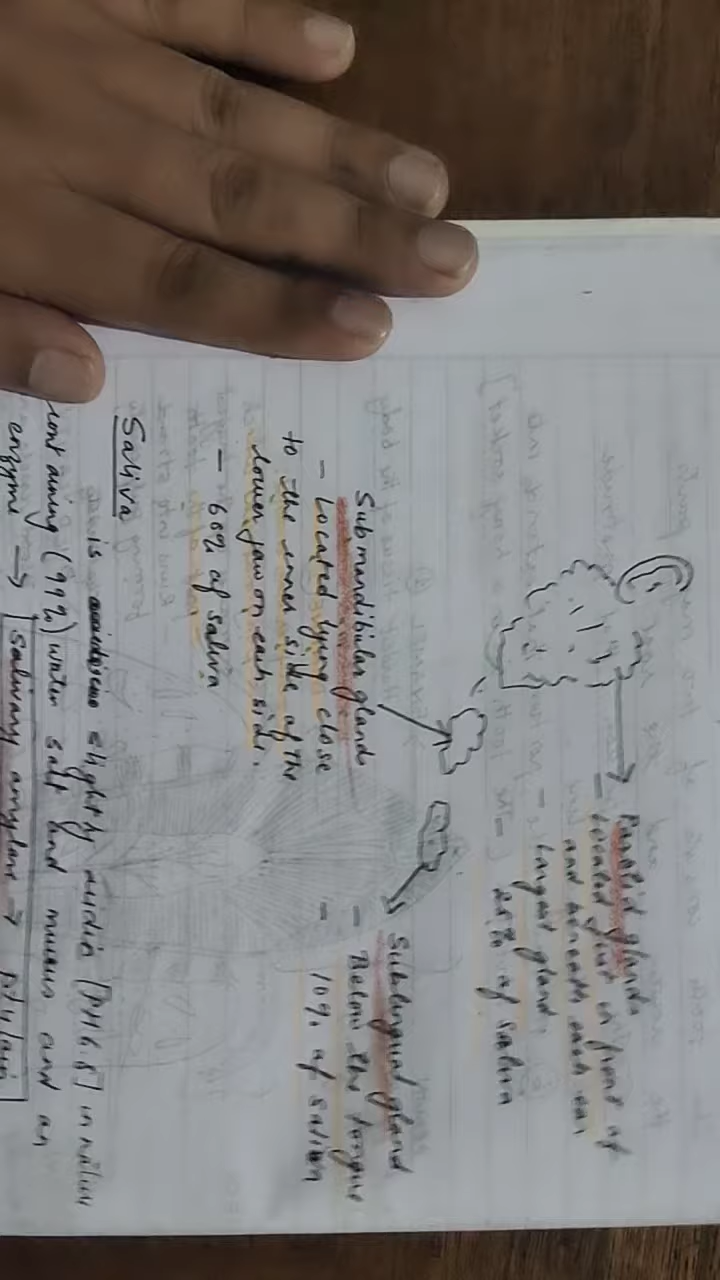 Parotid glands
- Located just in front of
and beneath each ear
- largest gland
- 25% of saliva
Submandibular gland
- Located lying close
to the inner side of the
lower jaw on each side.
- 60% of saliva
Sublingual gland
- Below the tongue
- 10% of saliva
Saliva
is slightly acidic [PH 6.8] in nature
containing (99%) water salt and mucus and an
enzyme → salivary amylase → ptylain